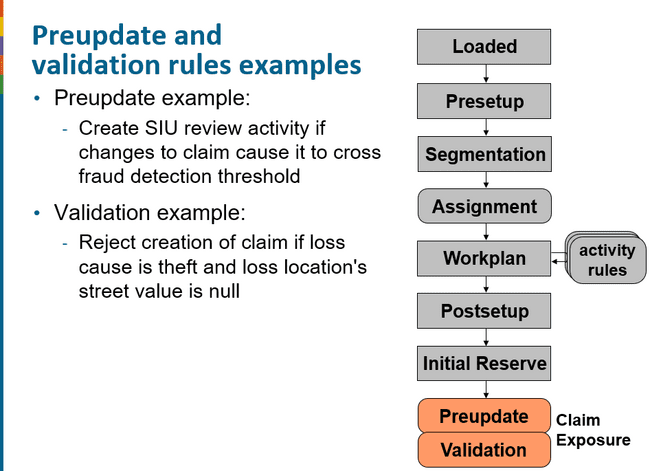 Preupdate and
validation rules examples
• Preupdate example:
- Create SIU review activity if
changes to claim cause it to cross
fraud detection threshold
• Validation example:
- Reject creation of claim if loss
cause is theft and loss location's
street value is null
Loaded
Presetup
Segmentation
Assignment
Workplan
activity
rules
Postsetup
Initial Reserve
Preupdate
Validation
Claim
Exposure